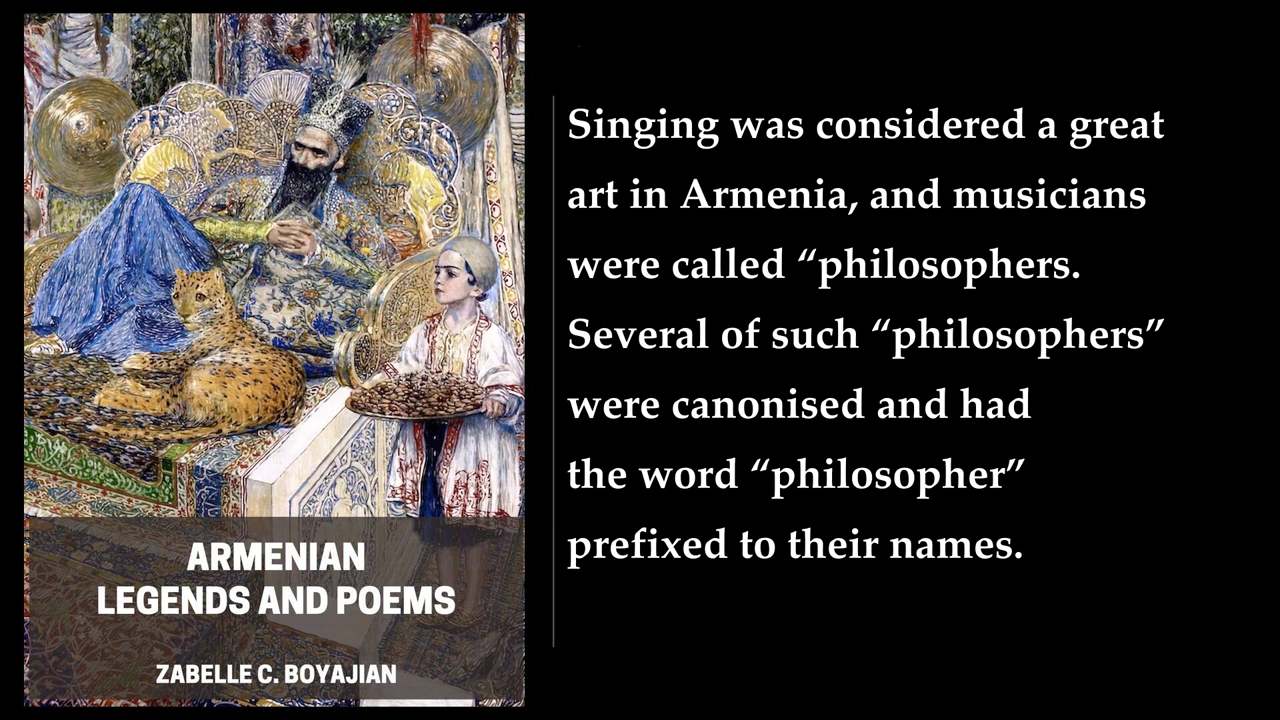 Singing was considered a great
art in Armenia, and musicians
were called “philosophers.
Several of such “philosophers”
were canonised and had
the word “philosopher”
prefixed to their names.
ARMENIAN
LEGENDS AND POEMS
ZABELLE C. BOYAJIAN